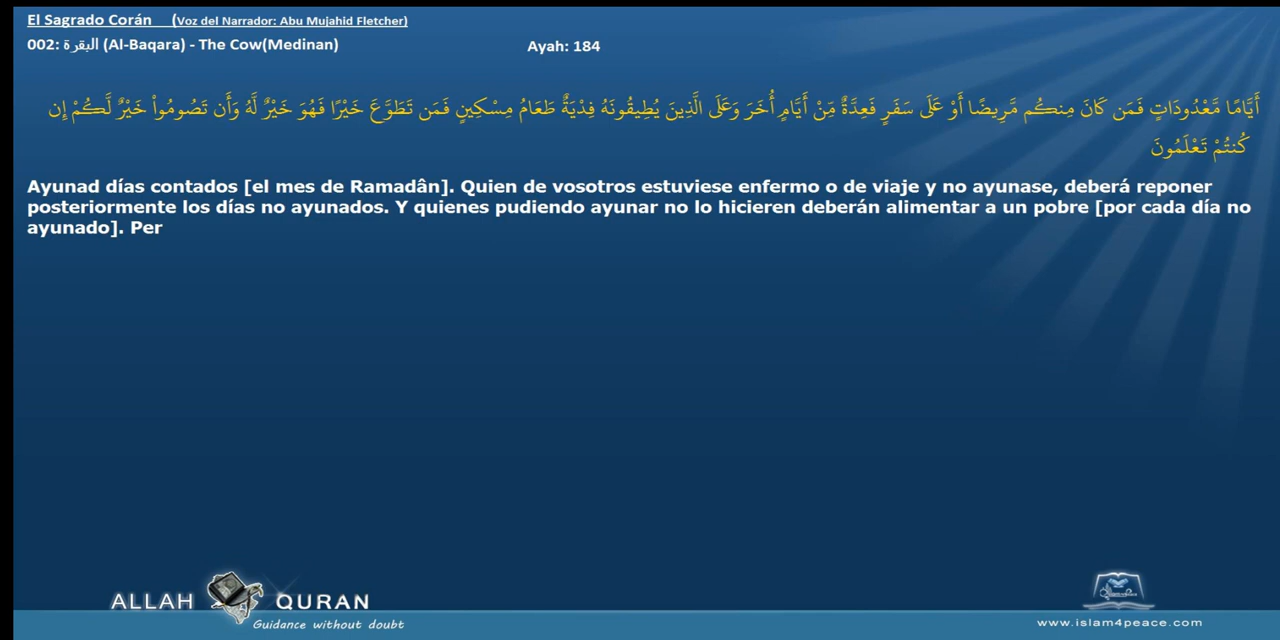 El Sagrado Corán (Voz del Narrador: Abu Mujahid Fletcher)
002: البقرة (Al-Baqara) - The Cow(Medinan) Ayah: 184
أَيَّامًا مَّعْدُودَاتٍ فَمَن كَانَ مِنكُم مَّرِيضًا أَوْ عَلَى سَفَرٍ فَعِدَّةٌ مِّنْ أَيَّامٍ أُخَرَ وَعَلَى الَّذِينَ يُطِيقُونَهُ فِدْيَةٌ طَعَامُ مِسْكِينٍ فَمَن تَطَوَّعَ خَيْرًا فَهُوَ خَيْرٌ لَّهُ وَأَن تَصُومُواْ خَيْرٌ لَّكُمْ إِن
كُنتُمْ تَعْلَمُونَ
Ayunad días contados [el mes de Ramadân]. Quien de vosotros estuviese enfermo o de viaje y no ayunase, deberá reponer
posteriormente los días no ayunados. Y quienes pudiendo ayunar no lo hicieren deberán alimentar a un pobre [por cada día no
ayunado]. Per
ALLAH QURAN
Guidance without doubt
www.islam4peace.com